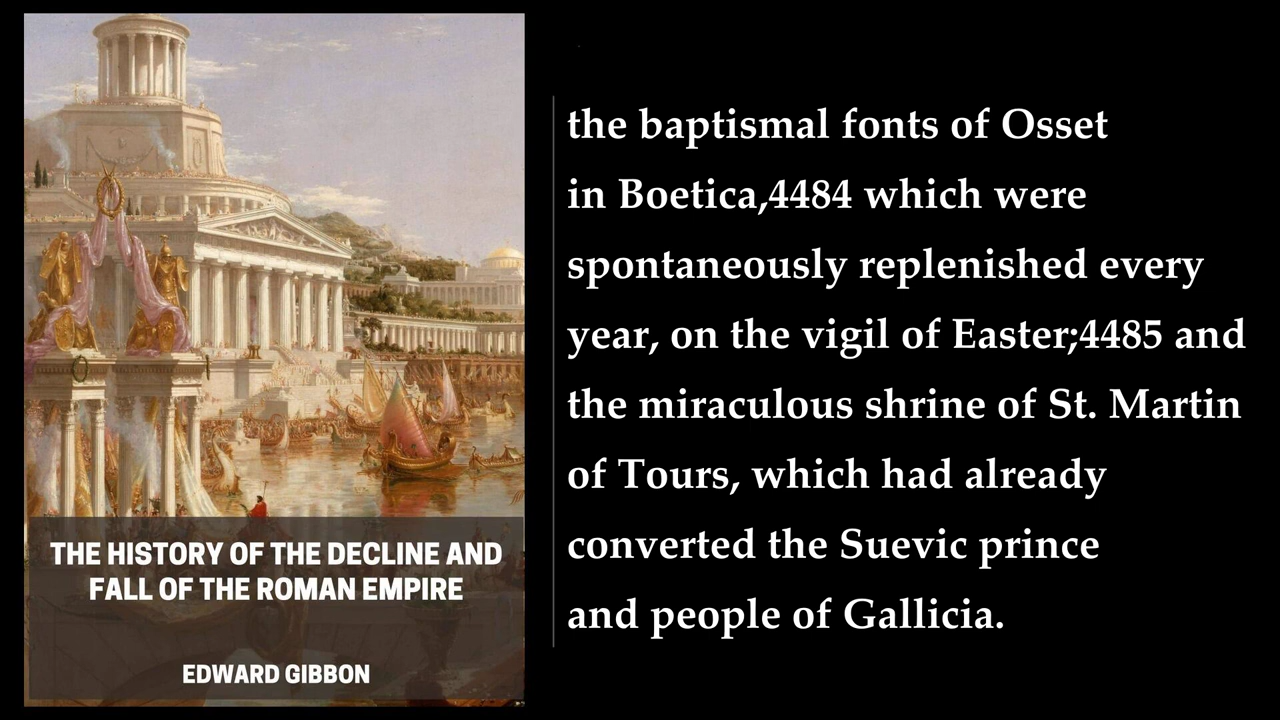 THE HISTORY OF THE DECLINE AND
FALL OF THE ROMAN EMPIRE
EDWARD GIBBON
the baptismal fonts of Osset
in Boetica,4484 which were
spontaneously replenished every
year, on the vigil of Easter;4485 and
the miraculous shrine of St. Martin
of Tours, which had already
converted the Suevic prince
and people of Gallicia.